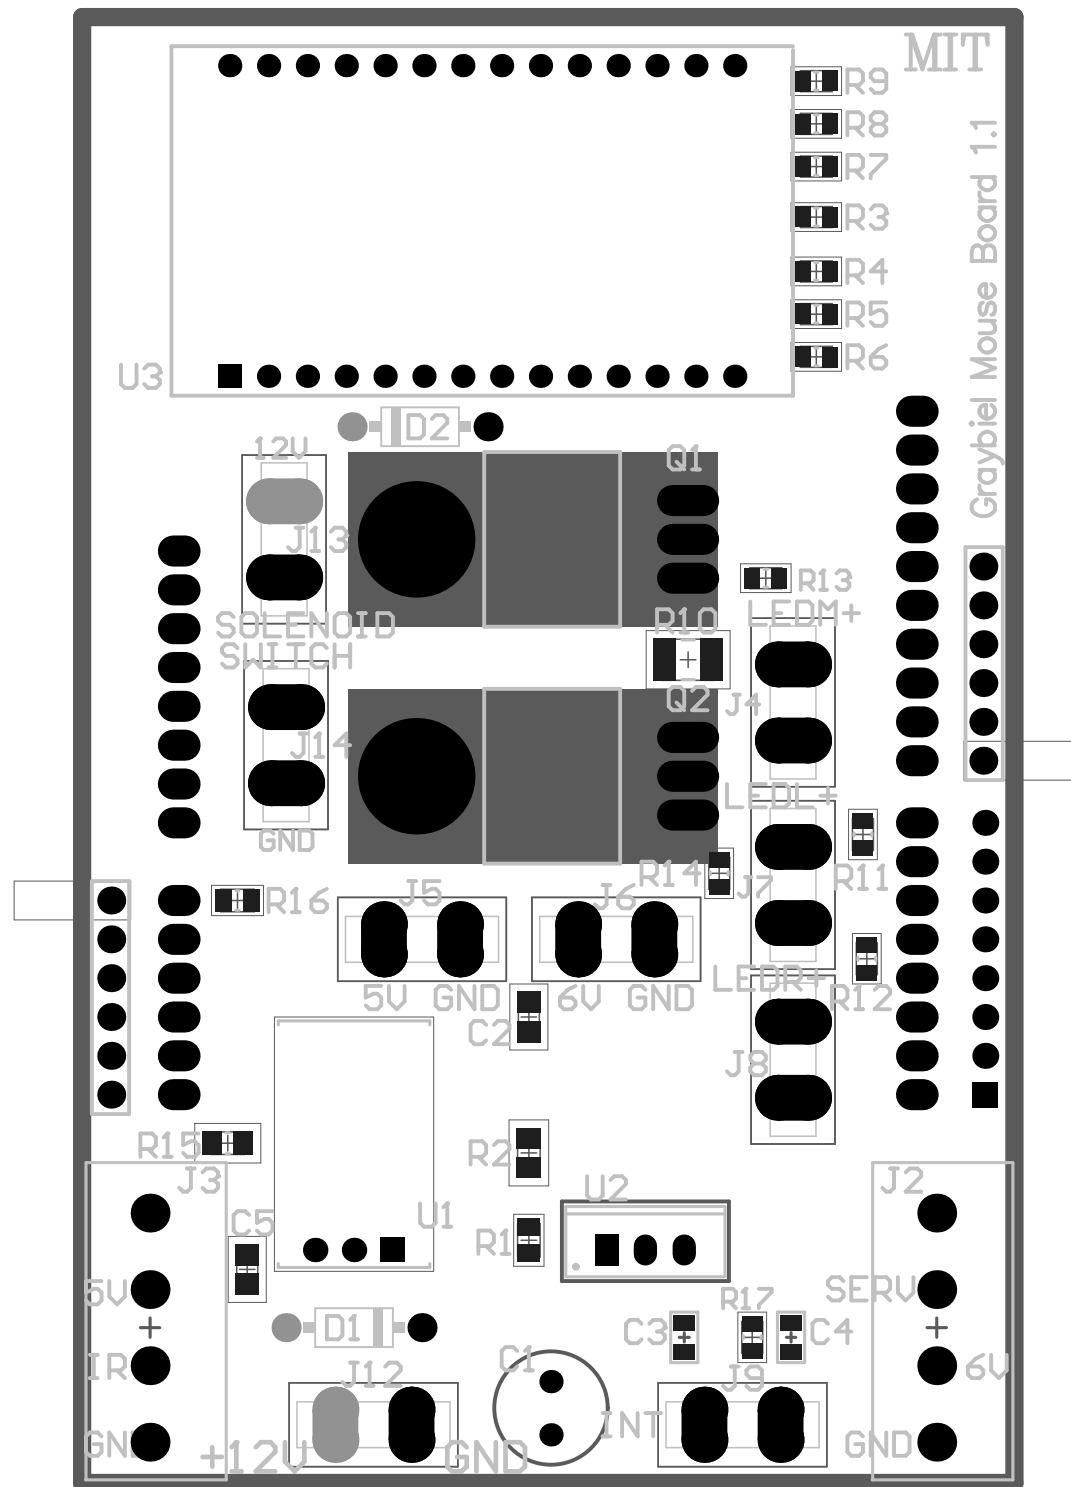 MIT
R9
R8
R7
R3
R4
R5
R6
Graybiel Mouse Board 1.1
U3
D2
12V
Q1
J13
R13
SOLENOID
R10
LEDM+
SWITCH
Q2
J4
J14
LEDL+
GND
R14
J7
R11
R16
J5
J6
LEDR+
5V
GND
6V
GND
R12
C2
J8
R15
R2
J3
U2
J2
C5
U1
R1
5V
SERV
R17
D1
C3
C4
C1
IR
J12
J9
6V
INT
GND
+12V
GND
GND